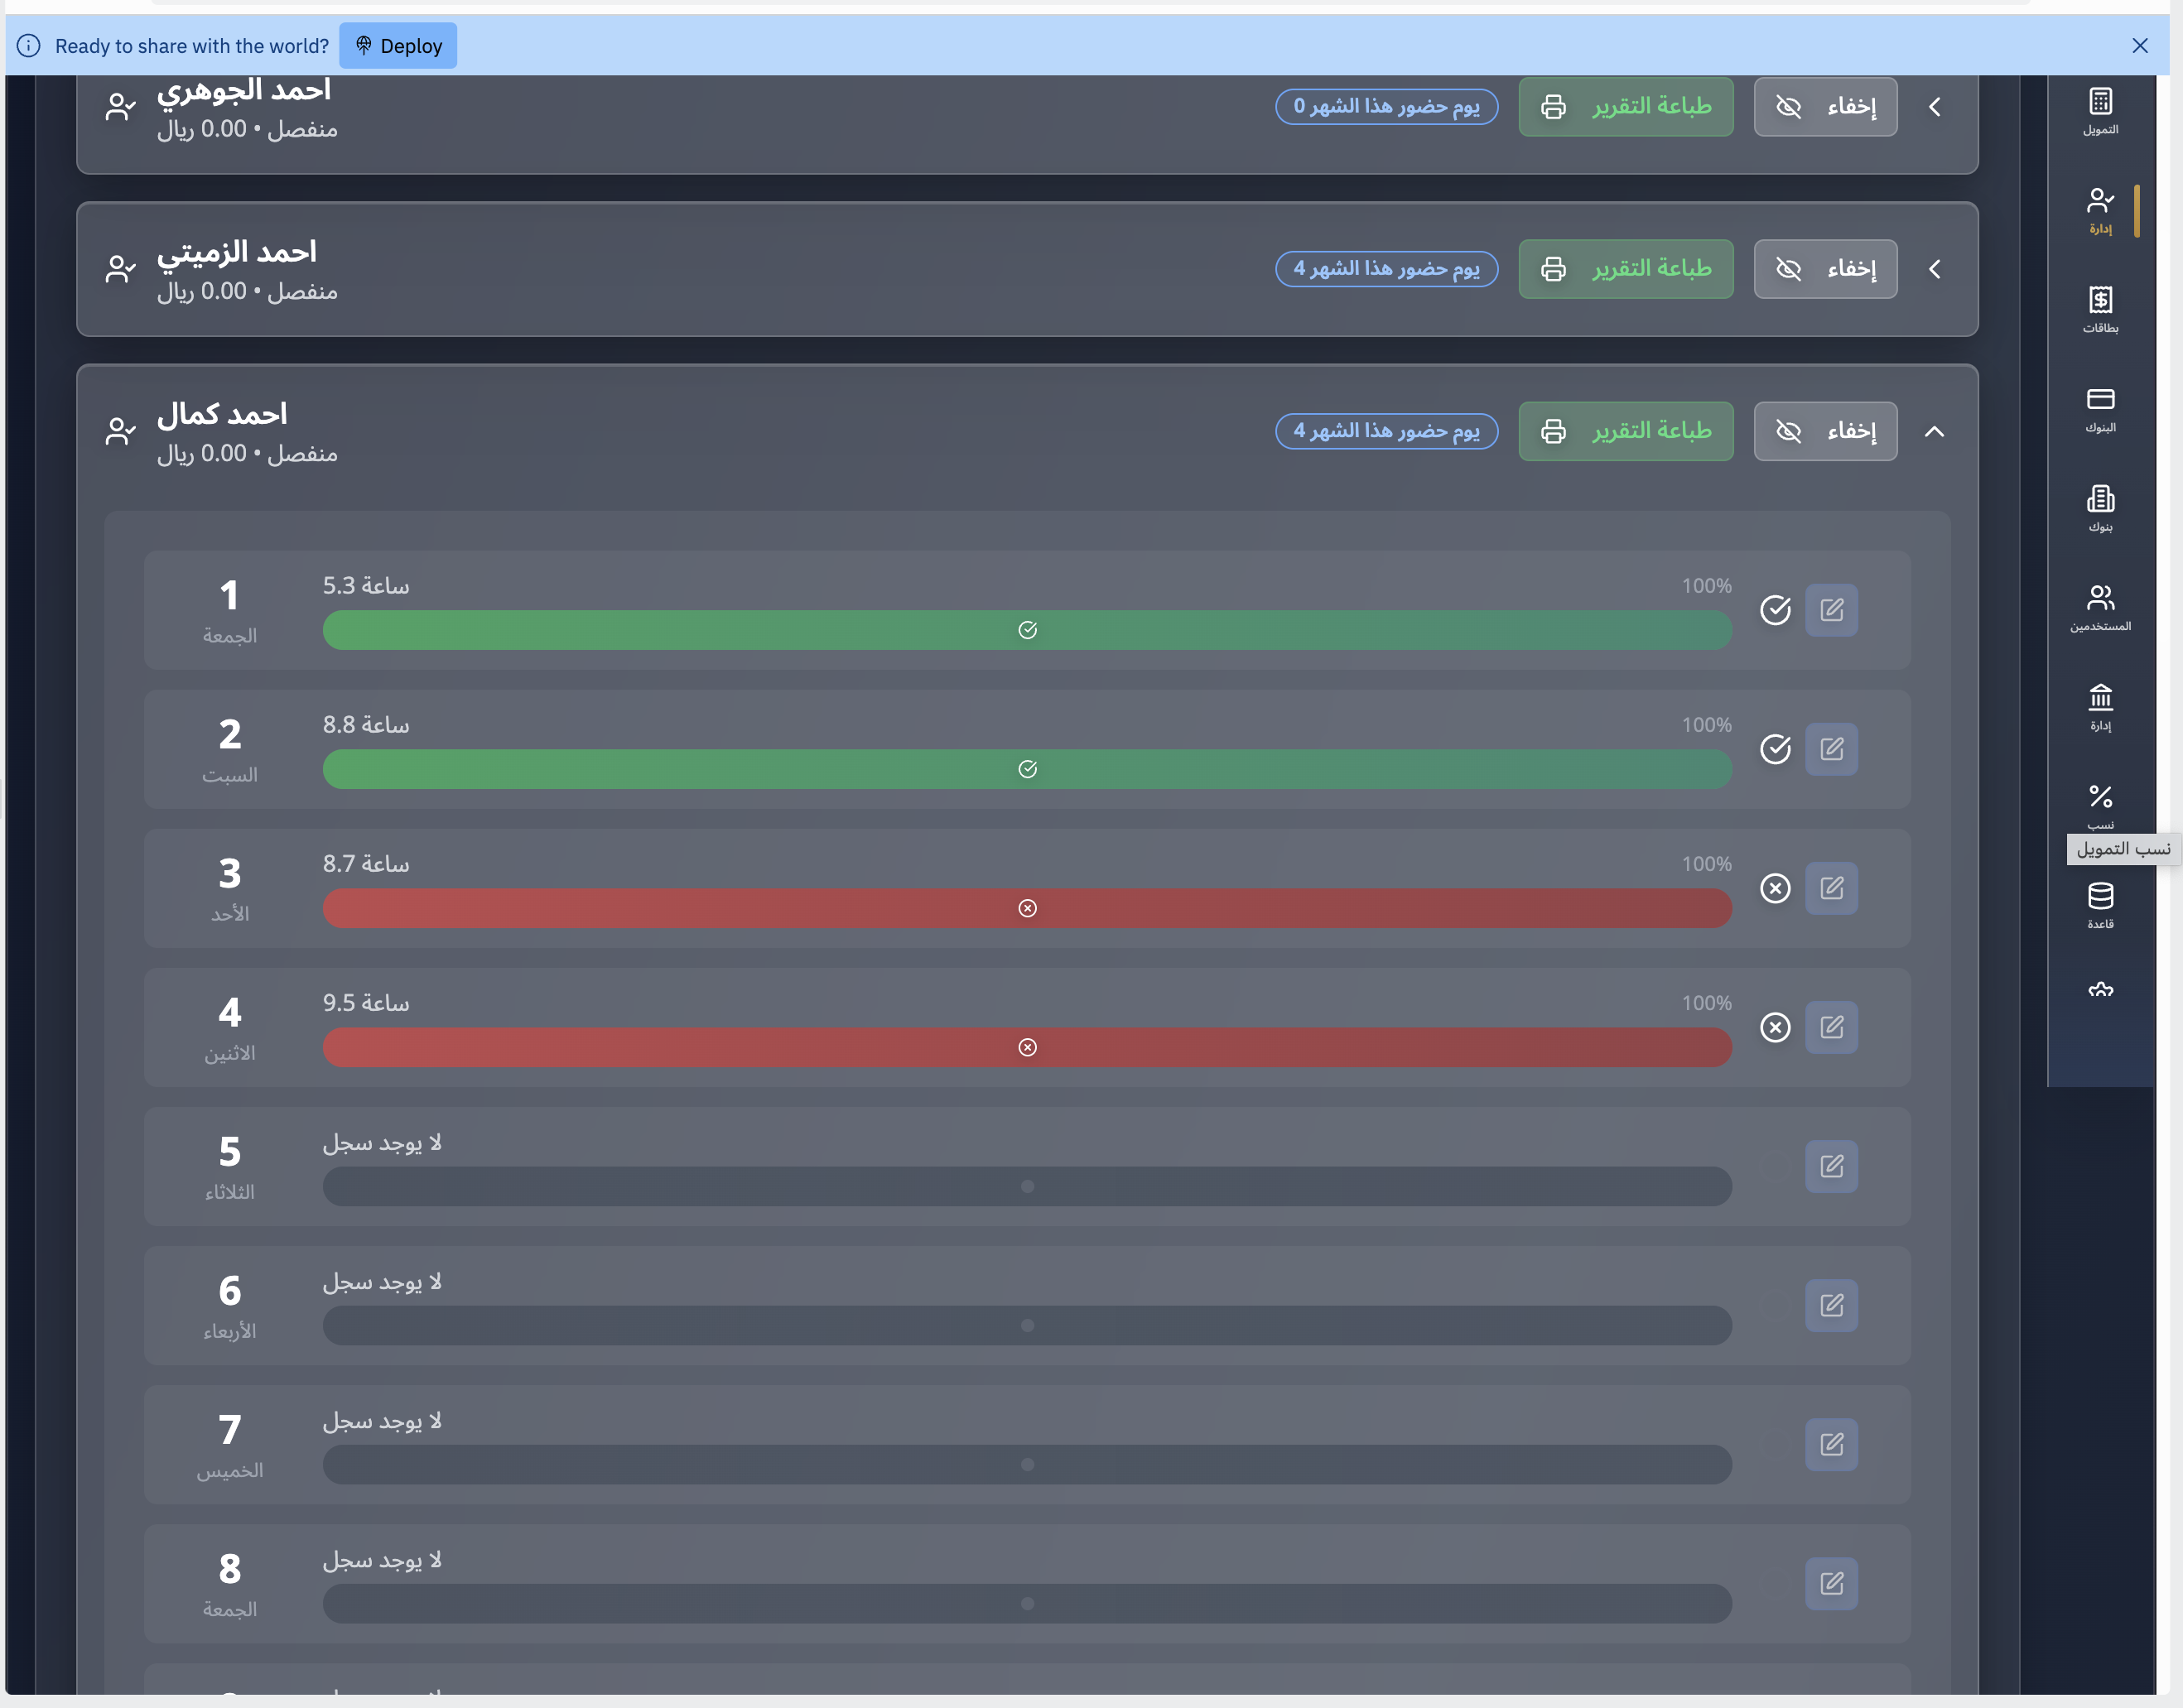 Ready to share with the world? Deploy
احمد الجوهري
منفصل • 0.00 ريال
يوم حضور هذا الشهر 0
طباعة التقرير
إخفاء
احمد الزميتي
منفصل • 0.00 ريال
يوم حضور هذا الشهر 4
طباعة التقرير
إخفاء
احمد كمال
منفصل • 0.00 ريال
يوم حضور هذا الشهر 4
طباعة التقرير
إخفاء
1
الجمعة
5.3 ساعة
100%
2
السبت
8.8 ساعة
100%
3
الأحد
8.7 ساعة
100%
4
الاثنين
9.5 ساعة
100%
5
الثلاثاء
لا يوجد سجل
6
الأربعاء
لا يوجد سجل
7
الخميس
لا يوجد سجل
8
الجمعة
لا يوجد سجل
التمويل
إدارة
بطاقات
البنوك
بنوك
المستخدمين
إدارة
نسب
نسب التمويل
قاعدة